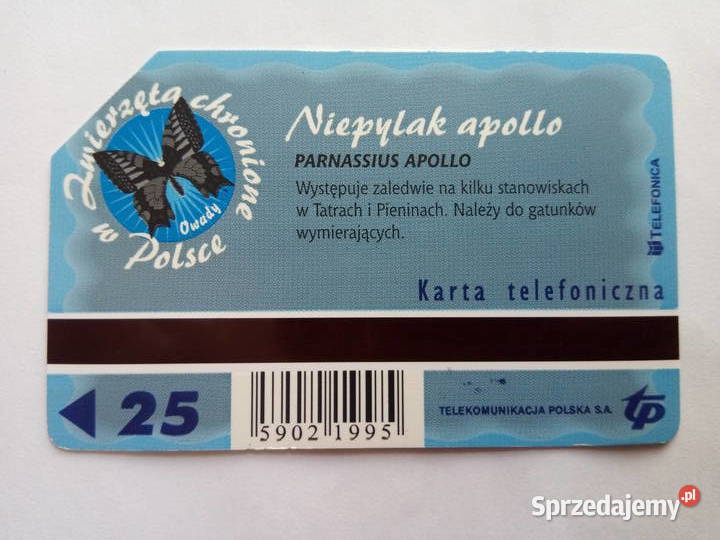 Zwierzęta chronione
w Polsce
Owady
Niepylak apollo
PARNASSIUS APOLLO
Występuje zaledwie na kilku stanowiskach
w Tatrach i Pieninach. Należy do gatunków
wymierających.
TELEFONICA
Karta telefoniczna
25
5902 1995
TELEKOMUNIKACJA POLSKA S.A.
tp
Sprzedajemy.pl